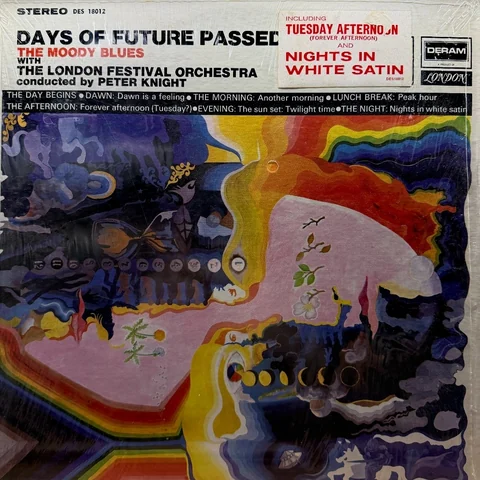 STEREO DES 18012
DAYS OF FUTURE PASSED
THE MOODY BLUES
WITH
THE LONDON FESTIVAL ORCHESTRA
conducted by PETER KNIGHT
INCLUDING
TUESDAY AFTERNOON
(FOREVER AFTERNOON)
AND
NIGHTS IN
WHITE SATIN
DERAM
LONDON
THE DAY BEGINS ● DAWN: Dawn is a feeling ● THE MORNING: Another morning ● LUNCH BREAK: Peak hour
THE AFTERNOON: Forever afternoon (Tuesday?) ● EVENING: The sun set: Twilight time ● THE NIGHT: Nights in white satin